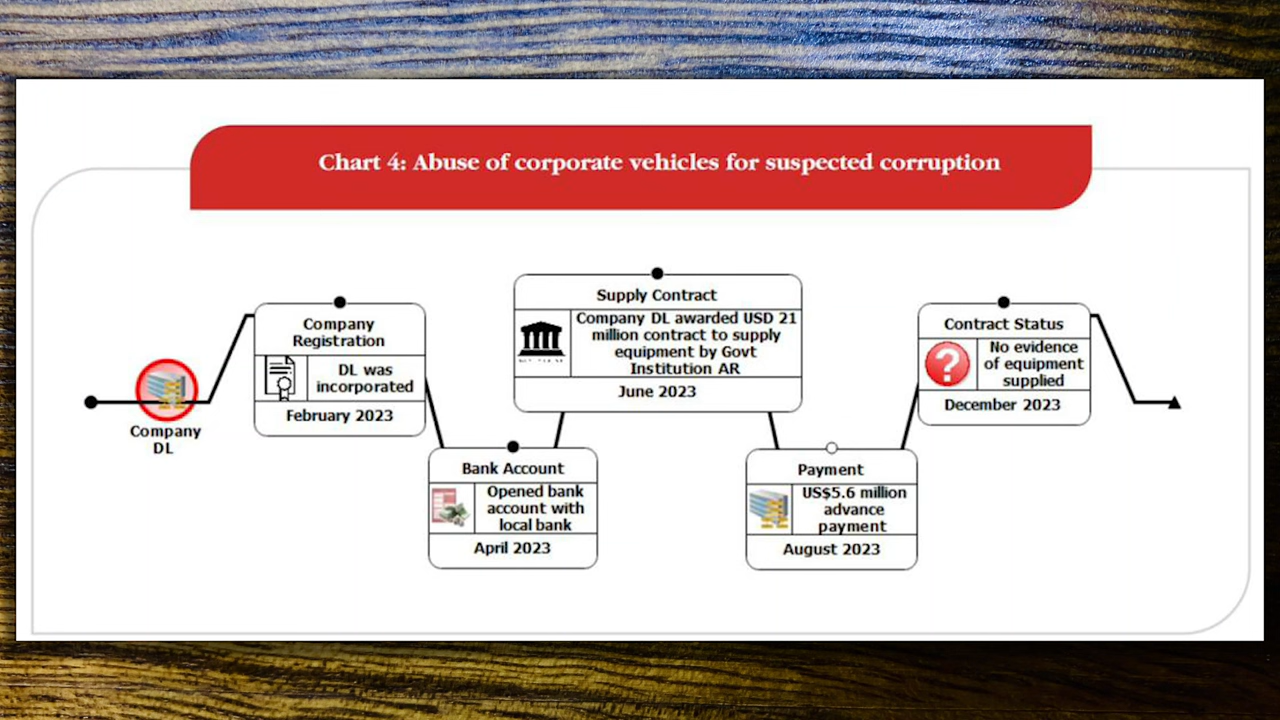 Chart 4: Abuse of corporate vehicles for suspected corruption
Company
DL
Company
Registration
DL was
incorporated
February 2023
Bank Account
Opened bank
account with
local bank
April 2023
Supply Contract
Company DL awarded USD 21
million contract to supply
equipment by Govt
Institution AR
June 2023
Payment
US$5.6 million
advance
payment
August 2023
Contract Status
No evidence
of equipment
supplied
December 2023